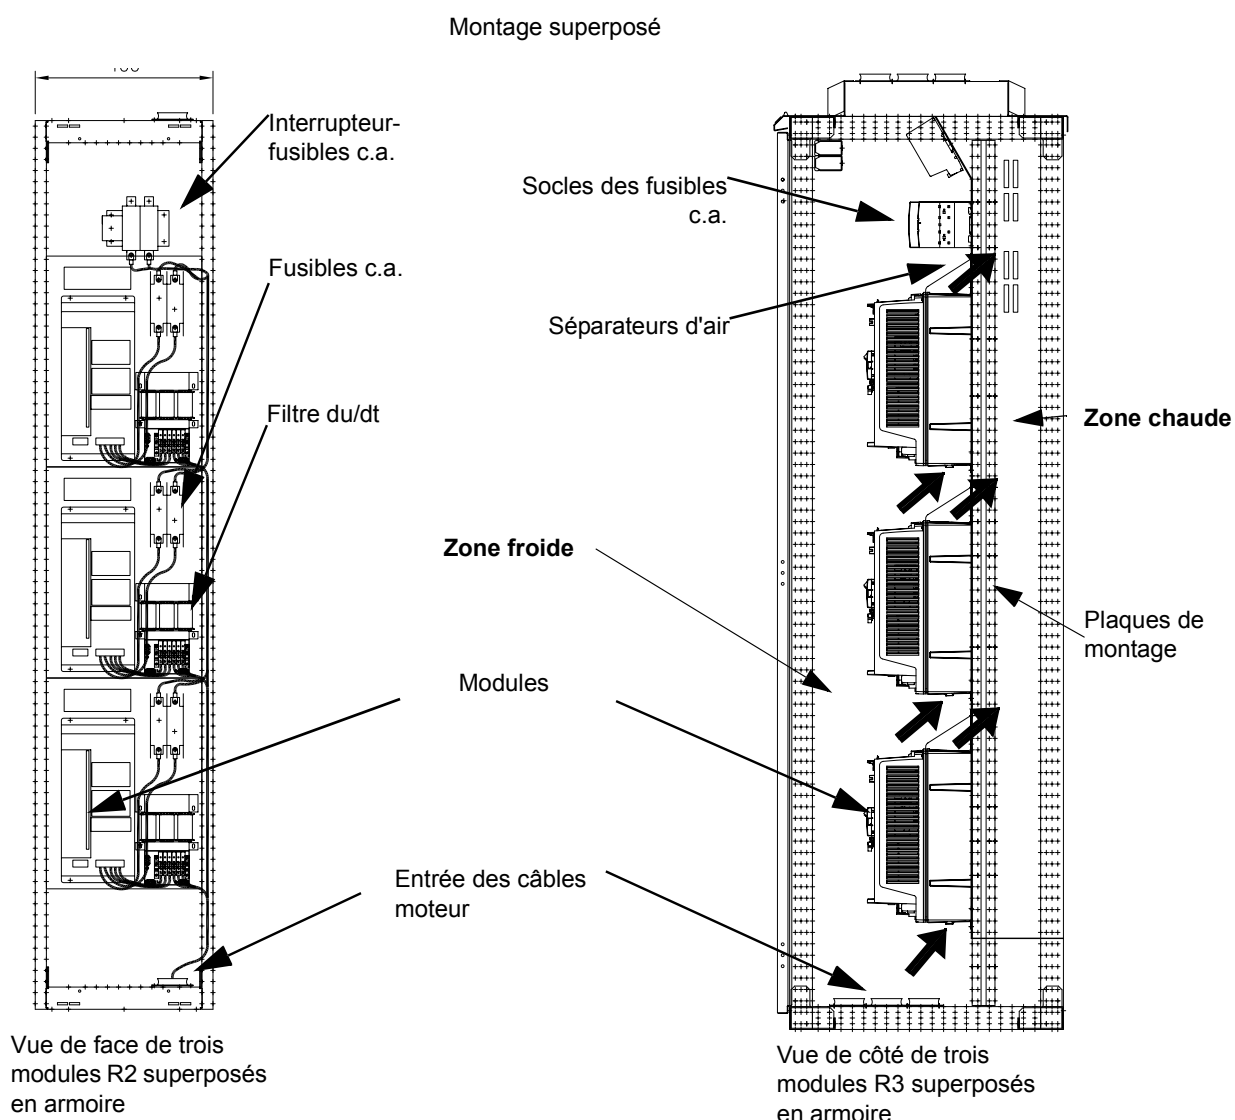 Montage superposé
Interrupteur-
fusibles c.a.
Fusibles c.a.
Filtre du/dt
Socles des fusibles
c.a.
Séparateurs d'air
Zone chaude
Zone froide
Plaques de
montage
Modules
Entrée des câbles
moteur
Vue de face de trois
modules R2 superposés
en armoire
Vue de côté de trois
modules R3 superposés
en armoire